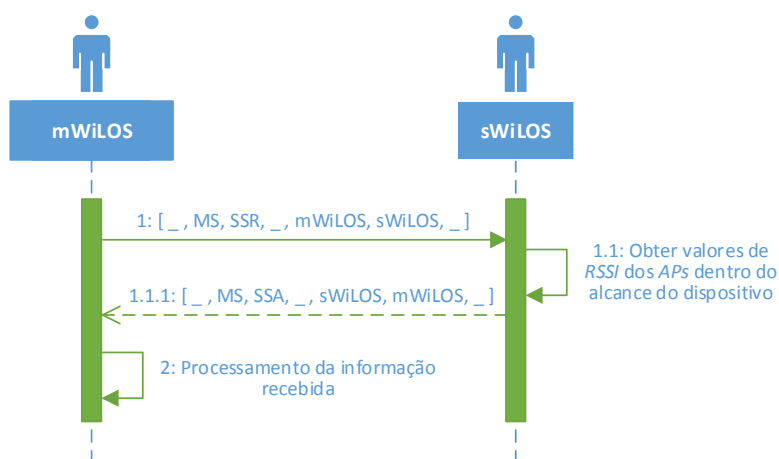 mWiLOS
sWiLOS
1: [ _ , MS, SSR, _ , mWiLOS, sWiLOS, _ ]
1.1: Obter valores de
RSSI dos APs dentro do
alcance do dispositivo
1.1.1: [ _ , MS, SSA, _ , sWiLOS, mWiLOS, _ ]
2: Processamento da informação
recebida